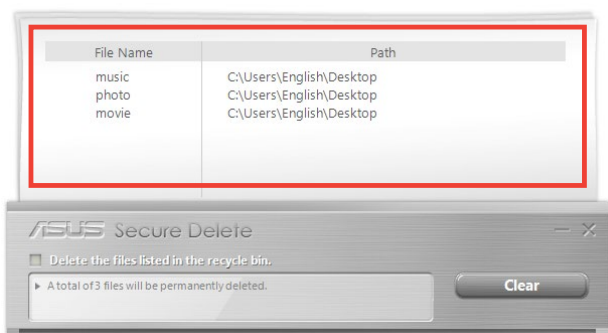 File Name Path
music C:\Users\English\Desktop
photo C:\Users\English\Desktop
movie C:\Users\English\Desktop
ASUS Secure Delete
Delete the files listed in the recycle bin.
A total of 3 files will be permanently deleted.
Clear